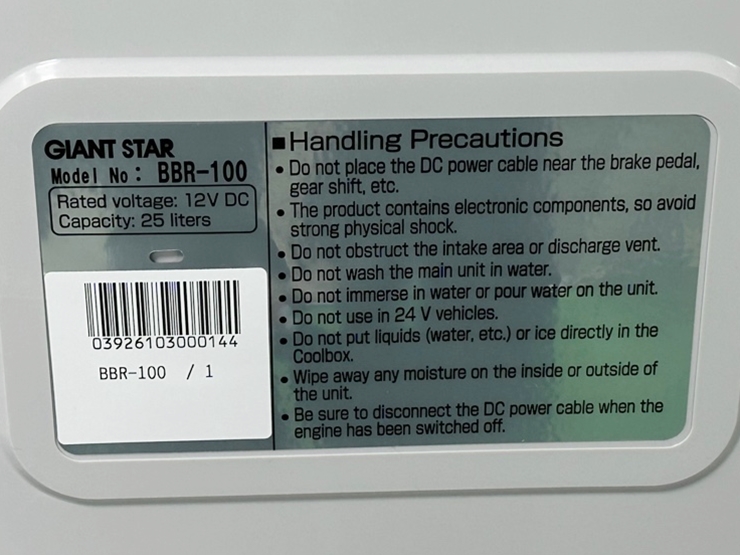 GIANT STAR
Model No: BBR-100
Rated voltage: 12V DC
Capacity: 25 liters
03926103000144
BBR-100 / 1
■Handling Precautions
• Do not place the DC power cable near the brake pedal,
gear shift, etc.
• The product contains electronic components, so avoid
strong physical shock.
• Do not obstruct the intake area or discharge vent.
• Do not wash the main unit in water.
• Do not immerse in water or pour water on the unit.
• Do not use in 24 V vehicles.
• Do not put liquids (water, etc.) or ice directly in the
Coolbox.
• Wipe away any moisture on the inside or outside of
the unit.
• Be sure to disconnect the DC power cable when the
engine has been switched off.